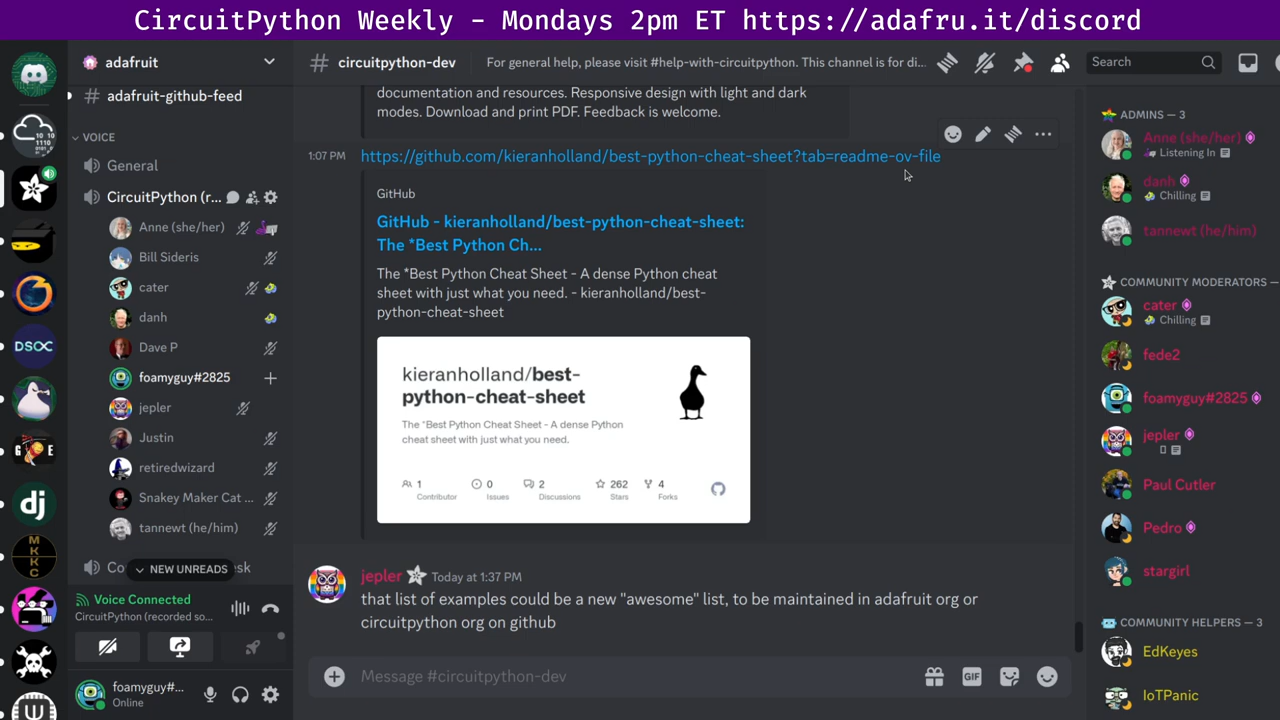 CircuitPython Weekly - Mondays 2pm ET https://adafru.it/discord
adafruit
# circuitpython-dev
For general help, please visit #help-with-circuitpython. This channel is for di...
Search
# adafruit-github-feed
VOICE
General
CircuitPython (r...
Anne (she/her)
Bill Sideris
cater
danh
Dave P
foamyguy#2825
jepler
Justin
retiredwizard
Snakey Maker Cat ...
tannewt (he/him)
NEW UNREADS
Voice Connected
CircuitPython (recorded so...
foamyguy#...
Online
DSOC
dj
MK
KC
documentation and resources. Responsive design with light and dark
modes. Download and print PDF. Feedback is welcome.
1:07 PM https://github.com/kieranholland/best-python-cheat-sheet?tab=readme-ov-file
GitHub
GitHub - kieranholland/best-python-cheat-sheet:
The *Best Python Ch...
The *Best Python Cheat Sheet - A dense Python cheat
sheet with just what you need. - kieranholland/best-
python-cheat-sheet
kieranholland/best-
python-cheat-sheet
The *Best Python Cheat Sheet - A dense Python
cheat sheet with just what you need.
1 Contributor
0 Issues
2 Discussions
262 Stars
4 Forks
jepler Today at 1:37 PM
that list of examples could be a new "awesome" list, to be maintained in adafruit org or
circuitpython org on github
Message #circuitpython-dev
GIF
ADMINS — 3
Anne (she/her)
Listening In
danh
Chilling
tannewt (he/him)
COMMUNITY MODERATORS —
cater
Chilling
fede2
foamyguy#2825
jepler
Paul Cutler
Pedro
stargirl
COMMUNITY HELPERS — 3
EdKeyes
IoTPanic